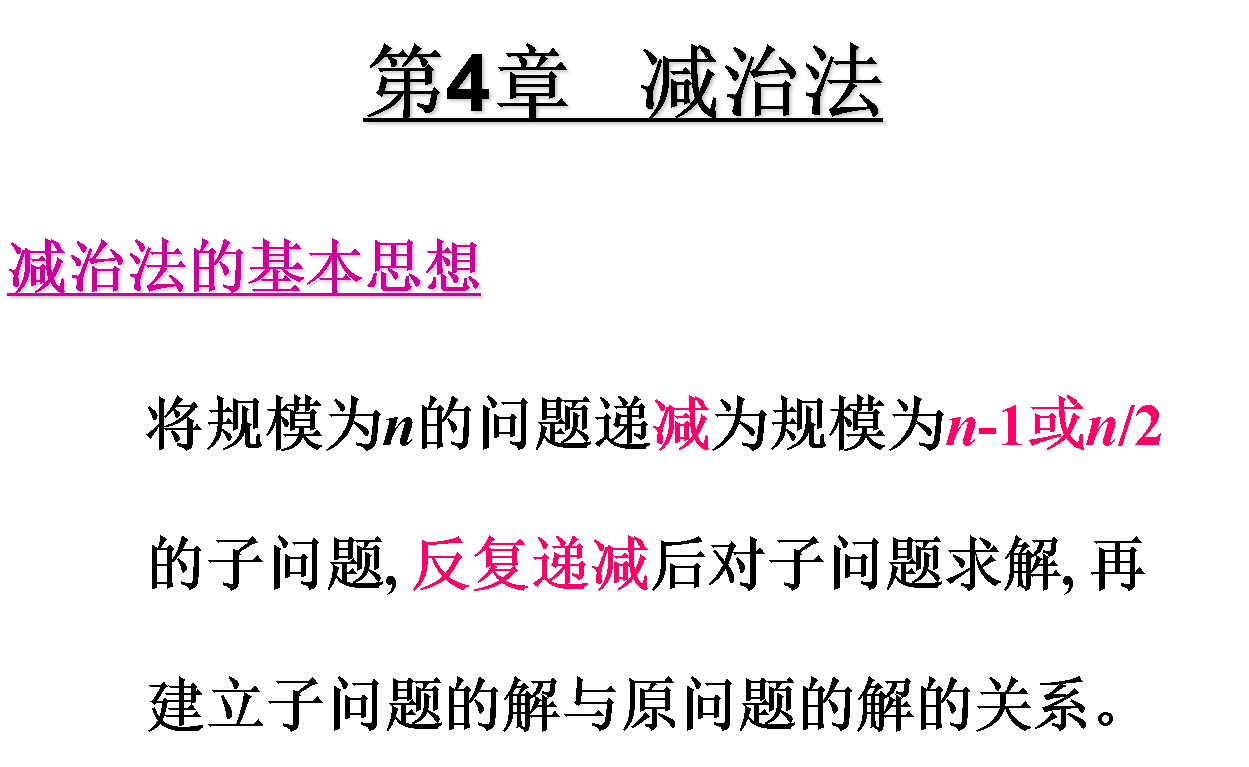 第4章 减治法
减治法的基本思想
将规模为n的问题递减为规模为n-1或n/2
的子问题, 反复递减后对子问题求解, 再
建立子问题的解与原问题的解的关系。